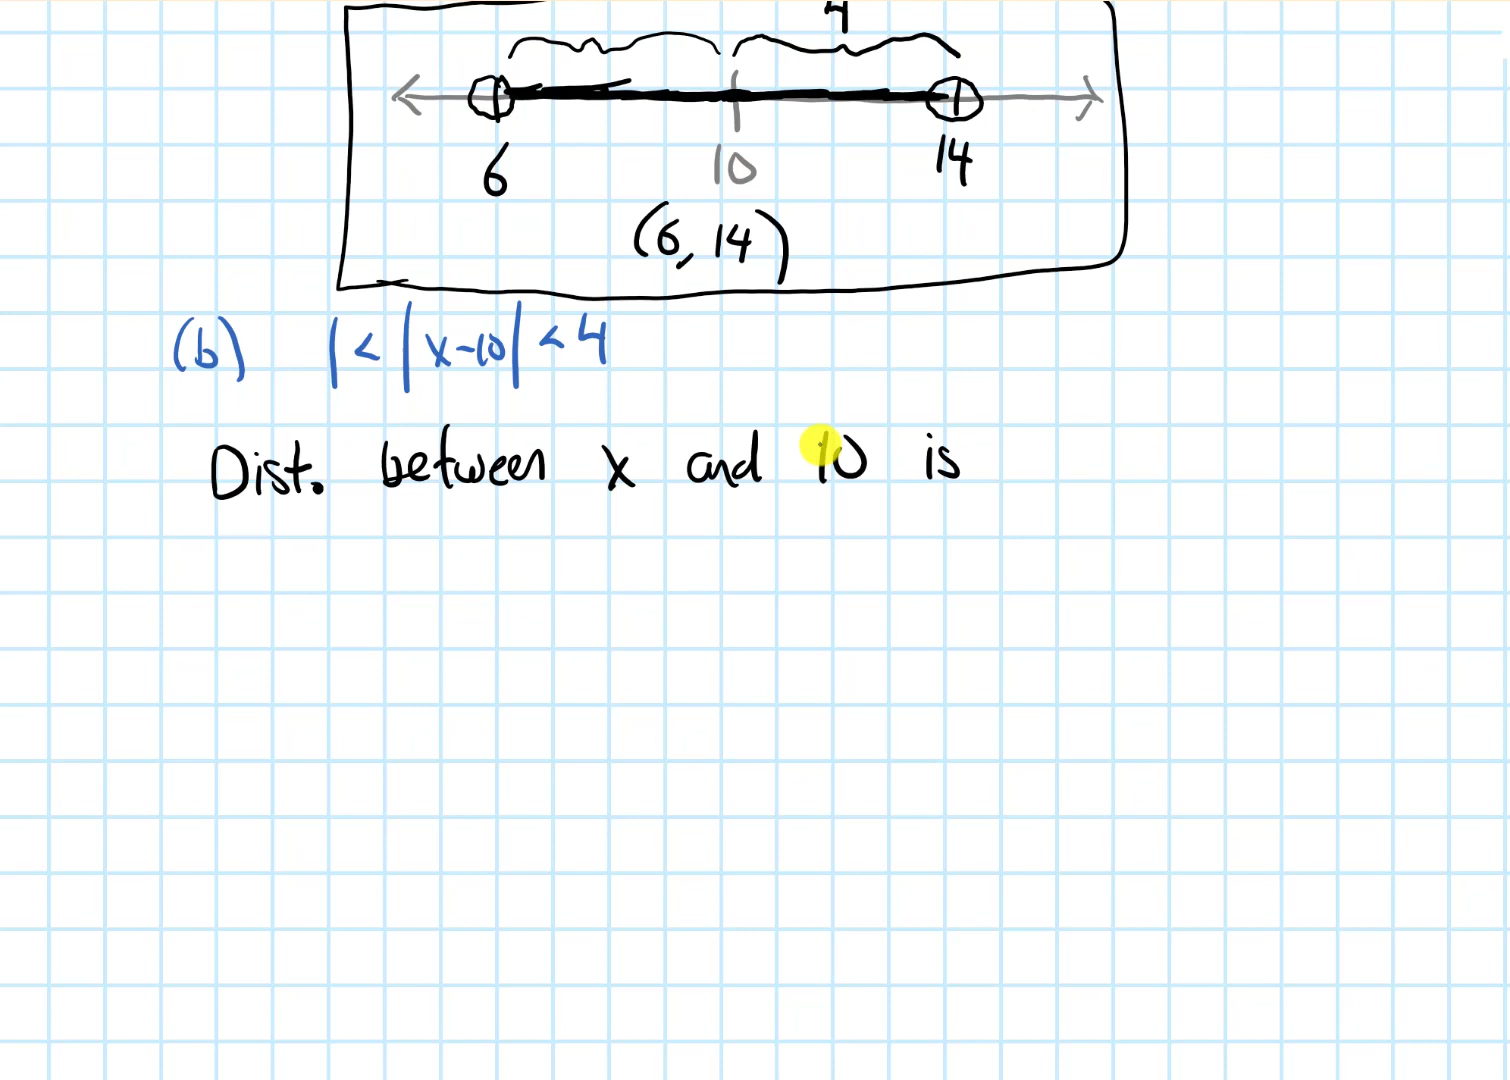 4
6 10 14
(6, 14)
(b) 1 < |x-10| < 4
Dist. between x and 10 is